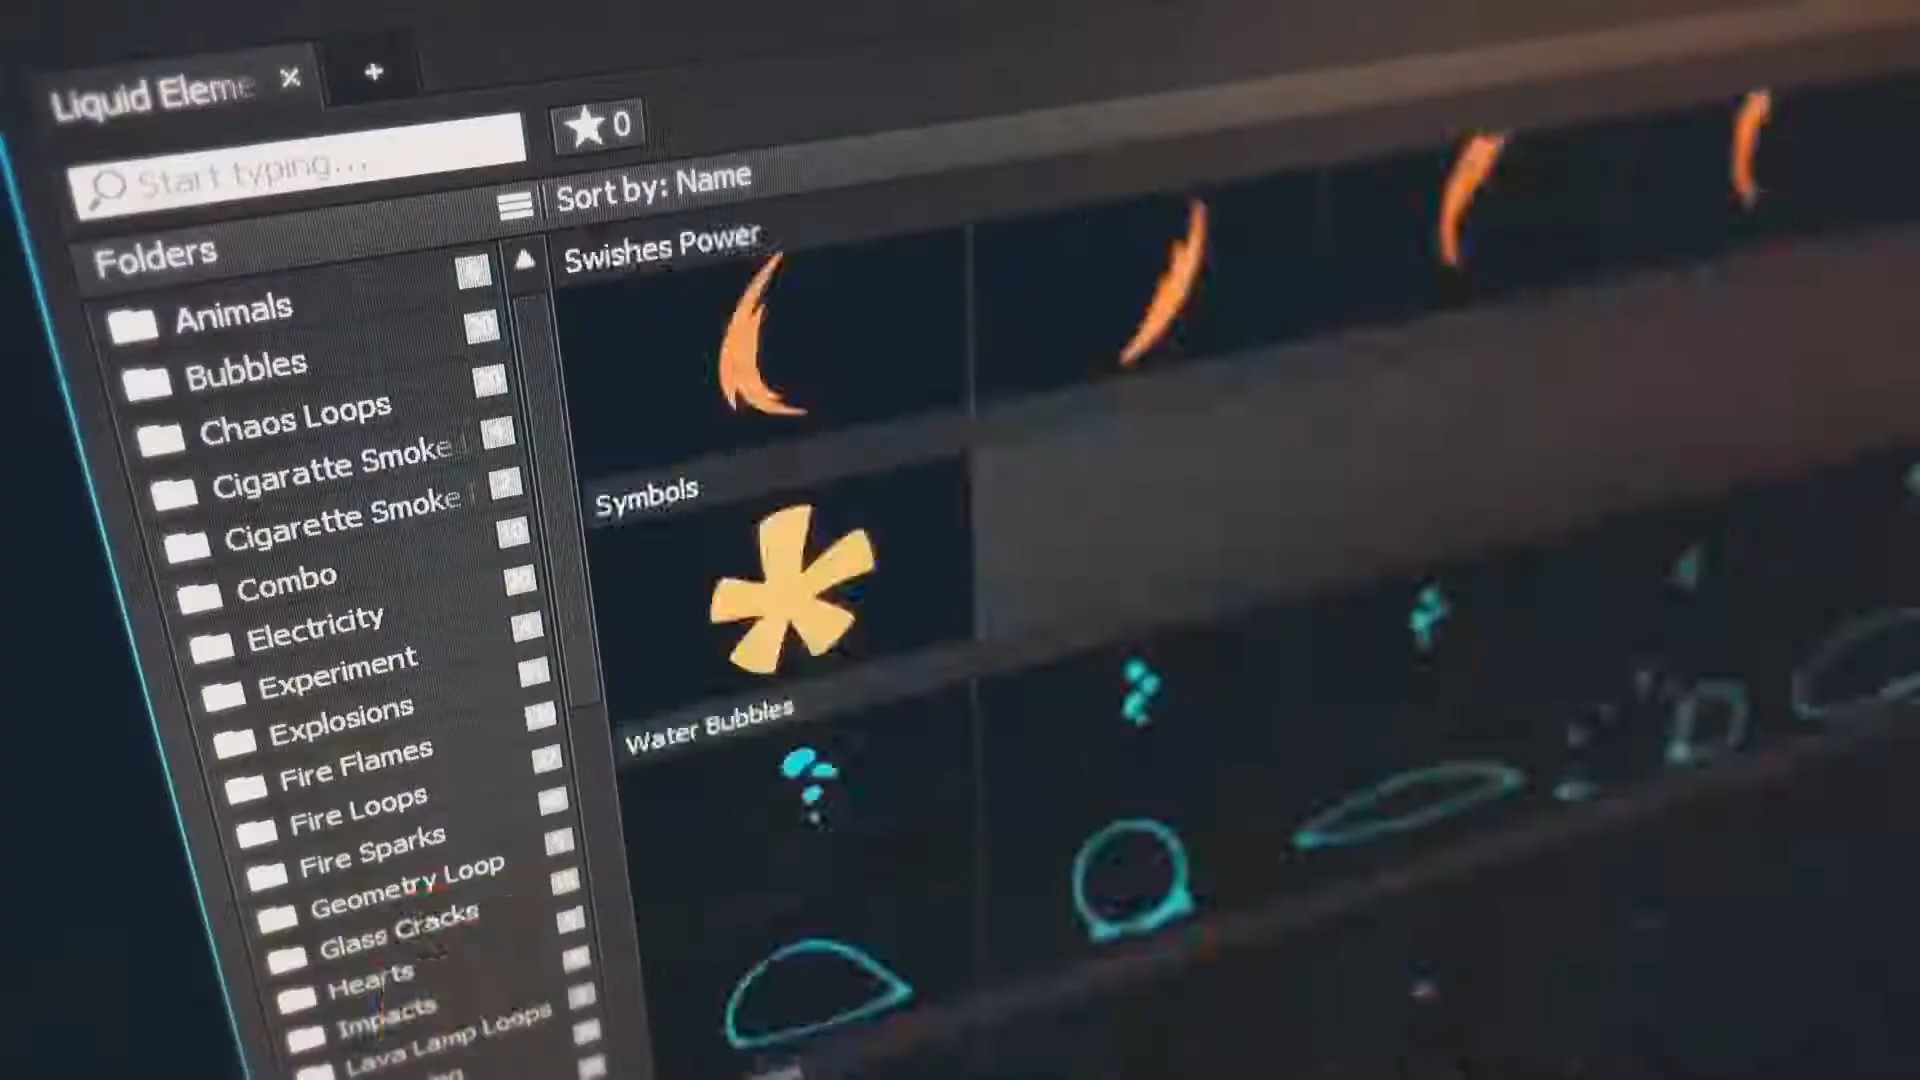 Liquid Eleme
Start typing...
0
Sort by: Name
Folders
Animals
Bubbles
Chaos Loops
Cigaratte Smoke
Cigarette Smoke
Combo
Electricity
Experiment
Explosions
Fire Flames
Fire Loops
Fire Sparks
Geometry Loop
Glass Cracks
Hearts
Impacts
Lava Lamp Loops
Swishes Power
Symbols
Water Bubbles